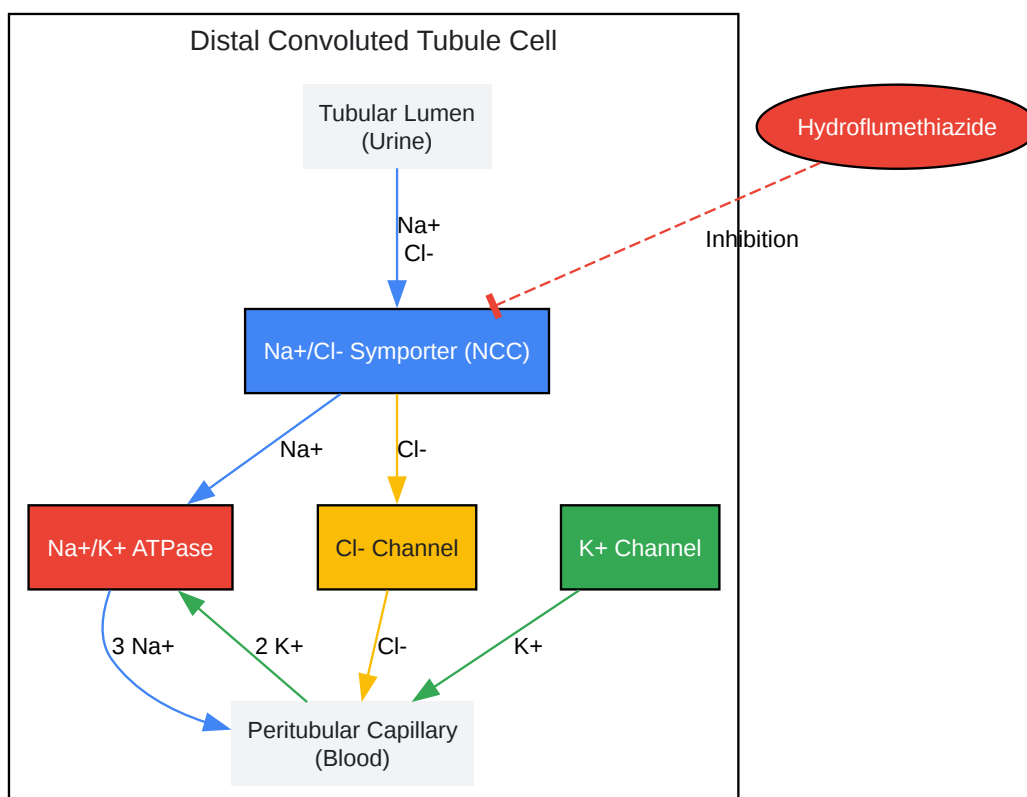 Distal Convoluted Tubule Cell
Tubular Lumen
(Urine)
Hydroflumethiazide
Na+
Cl-
Inhibition
Na+/Cl- Symporter (NCC)
Na+
Cl-
Na+/K+ ATPase
Cl- Channel
K+ Channel
3 Na+
2 K+
Cl-
K+
Peritubular Capillary
(Blood)